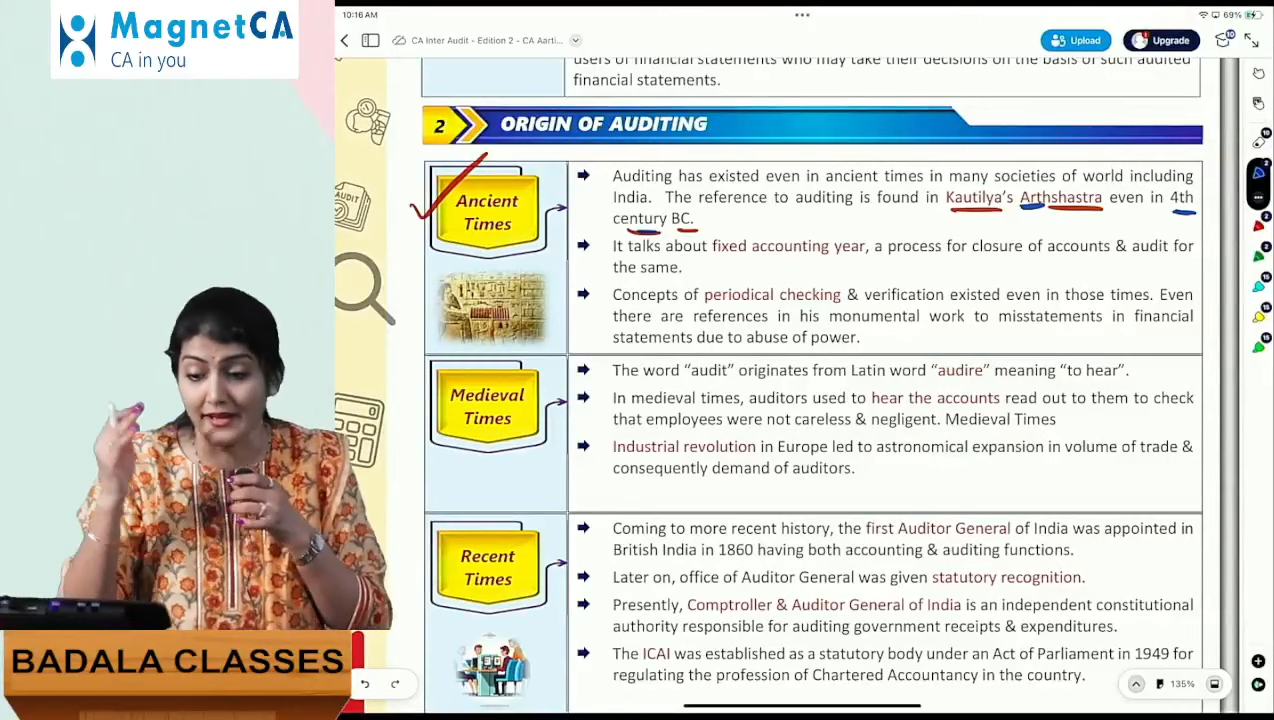 MagnetCA
CA in you
10:16 AM
69%
CA Inter Audit - Edition 2 - CA Aarti...
Upload
Upgrade
users of financial statements who may take their decisions on the basis of such audited
financial statements.
2 ORIGIN OF AUDITING
AUDIT
Ancient
Times
Auditing has existed even in ancient times in many societies of world including
India. The reference to auditing is found in Kautilya's Arthshastra even in 4th
century BC.
It talks about fixed accounting year, a process for closure of accounts & audit for
the same.
Concepts of periodical checking & verification existed even in those times. Even
there are references in his monumental work to misstatements in financial
statements due to abuse of power.
Medieval
Times
The word “audit” originates from Latin word “audire” meaning “to hear”.
In medieval times, auditors used to hear the accounts read out to them to check
that employees were not careless & negligent. Medieval Times
Industrial revolution in Europe led to astronomical expansion in volume of trade &
consequently demand of auditors.
Recent
Times
Coming to more recent history, the first Auditor General of India was appointed in
British India in 1860 having both accounting & auditing functions.
Later on, office of Auditor General was given statutory recognition.
Presently, Comptroller & Auditor General of India is an independent constitutional
authority responsible for auditing government receipts & expenditures.
The ICAI was established as a statutory body under an Act of Parliament in 1949 for
regulating the profession of Chartered Accountancy in the country.
135%
BADALA CLASSES